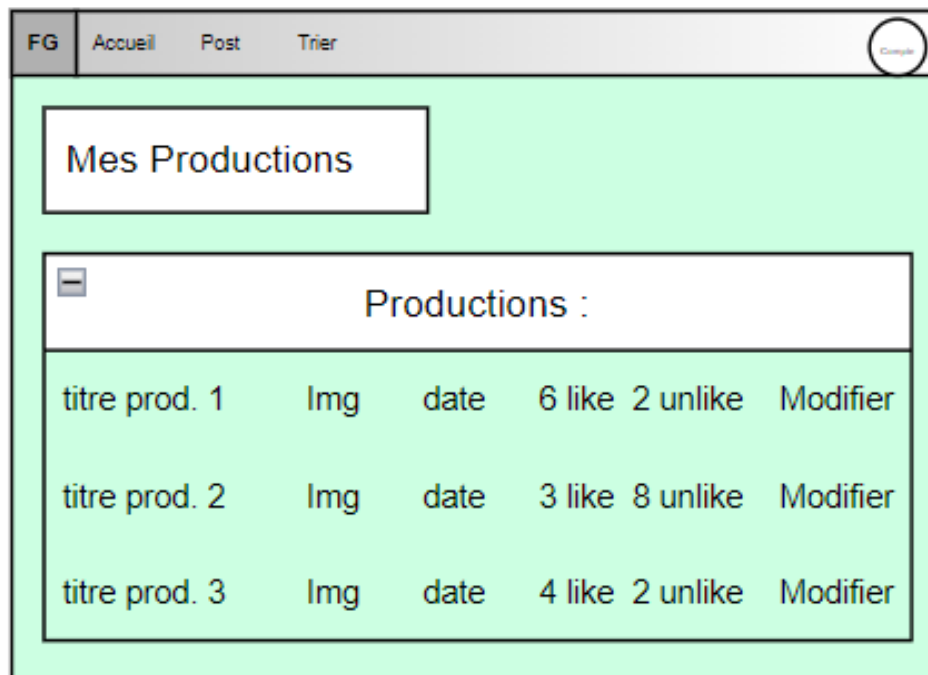 FG Accueil Post Trier Compte
Mes Productions
Productions :
titre prod. 1 Img date 6 like 2 unlike Modifier
titre prod. 2 Img date 3 like 8 unlike Modifier
titre prod. 3 Img date 4 like 2 unlike Modifier